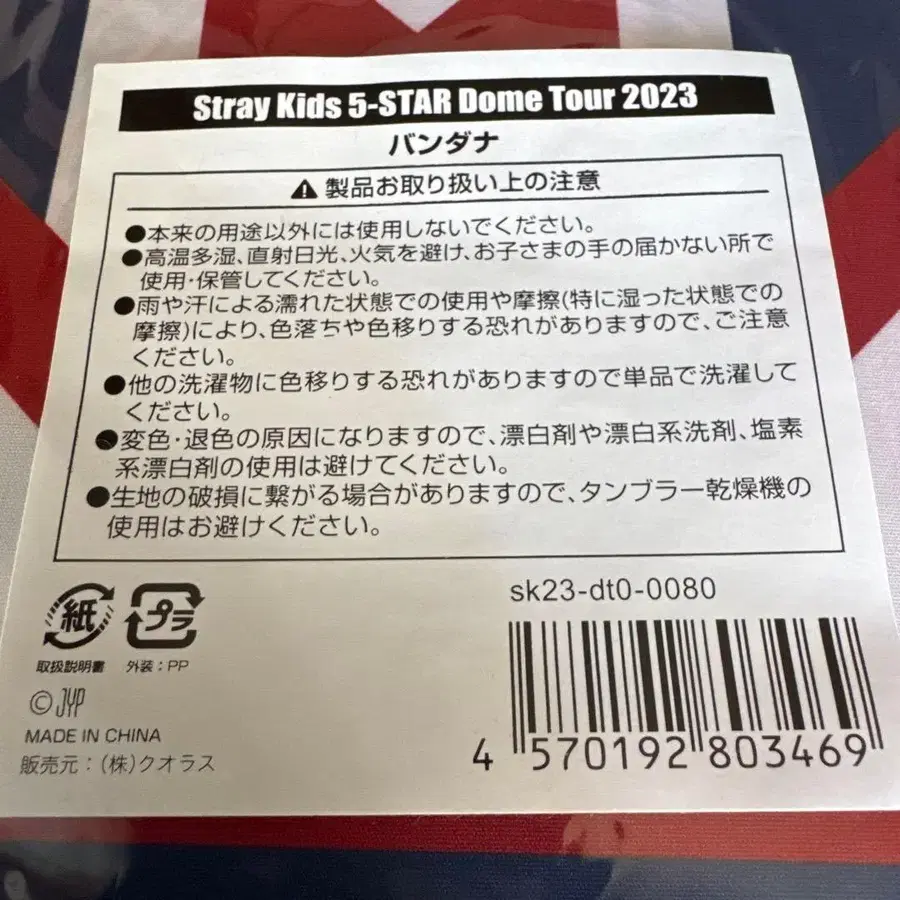 Stray Kids 5-STAR Dome Tour 2023
バンダナ
製品お取り扱い上の注意
●本来の用途以外には使用しないでください。
●高温多湿、直射日光、火気を避け、お子さまの手の届かない所で
使用・保管してください。
●雨や汗による濡れた状態での使用や摩擦(特に湿った状態での
摩擦)により、色落ちや色移りする恐れがありますので、ご注意
ください。
●他の洗濯物に色移りする恐れがありますので単品で洗濯して
ください。
●変色・退色の原因になりますので、漂白剤や漂白系洗剤、塩素
系漂白剤の使用は避けてください。
●生地の破損に繋がる場合がありますので、タンブラー乾燥機の
使用はお避けください。
sk23-dt0-0080
紙 プラ
取扱説明書 外装:PP
©JYP
MADE IN CHINA
販売元:(株)クオラス
4 570192 803469